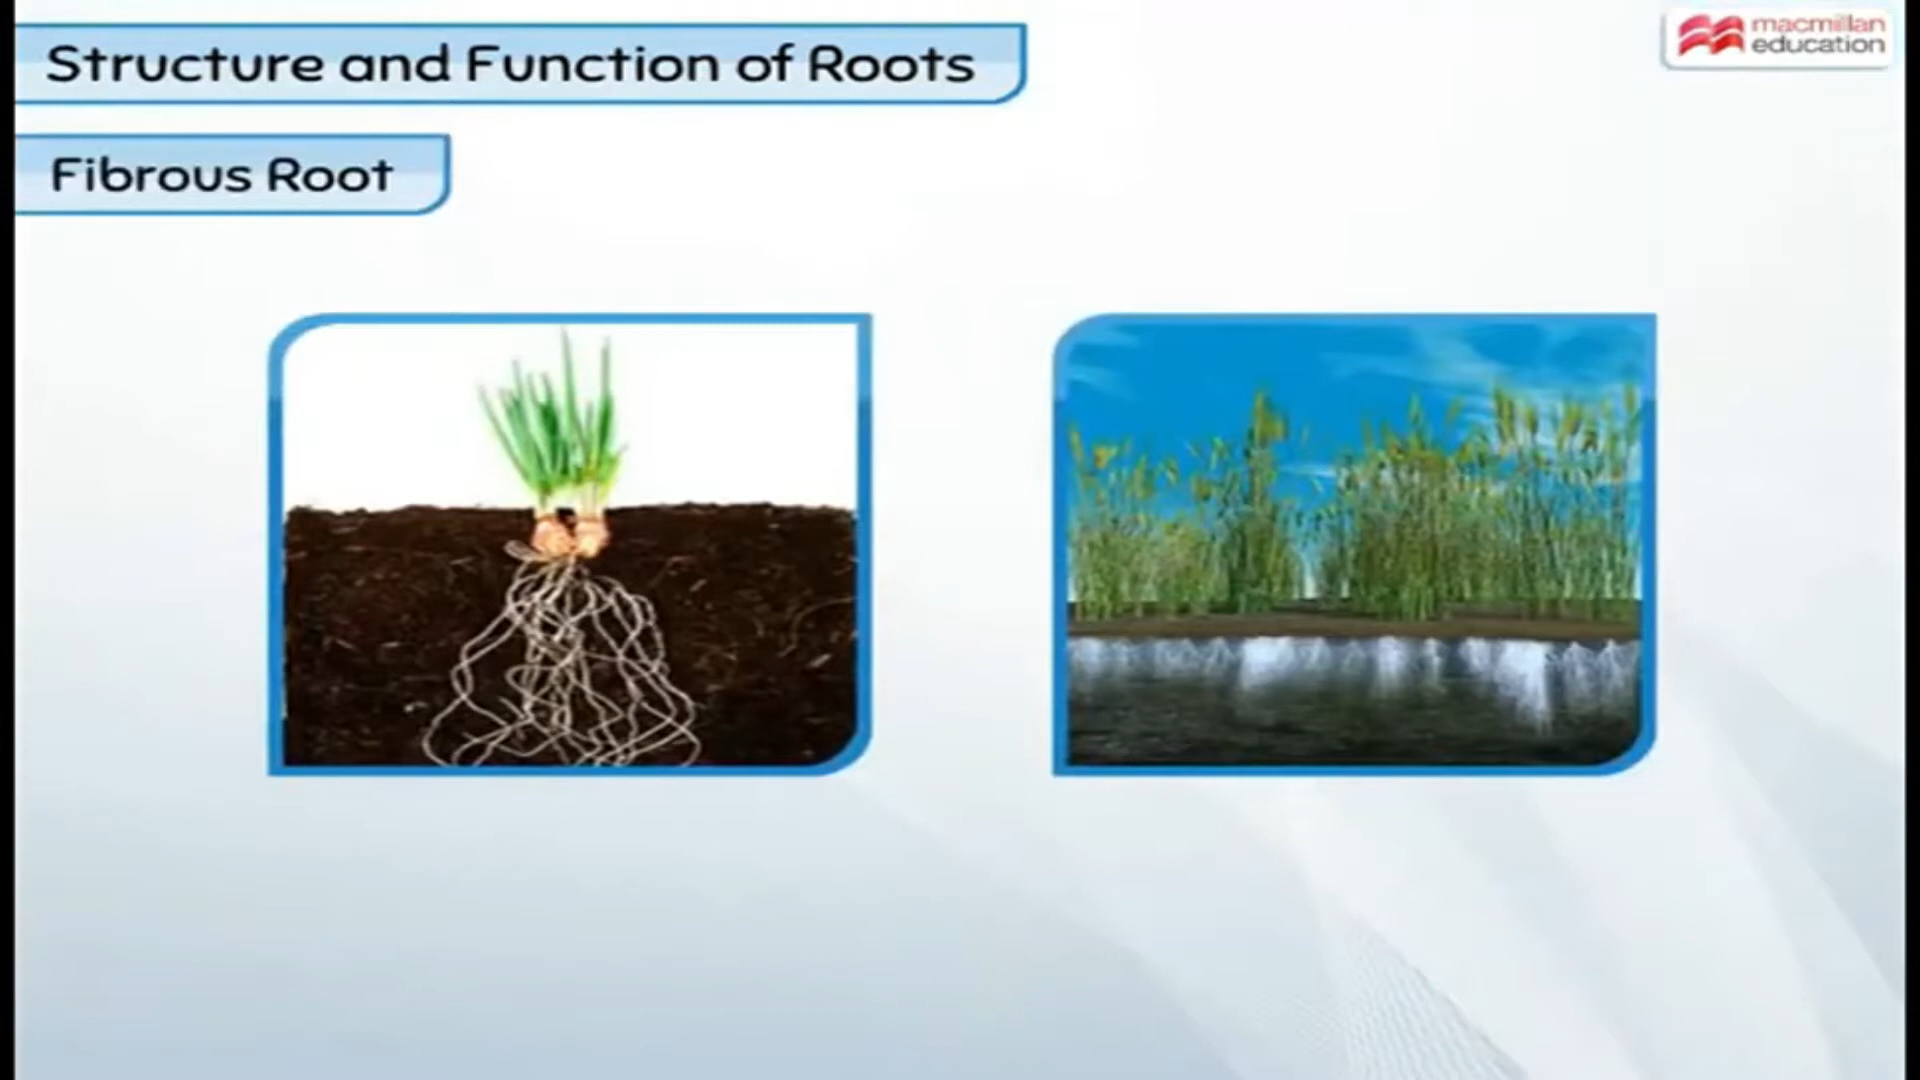 Structure and Function of Roots
macmillan
education
Fibrous Root